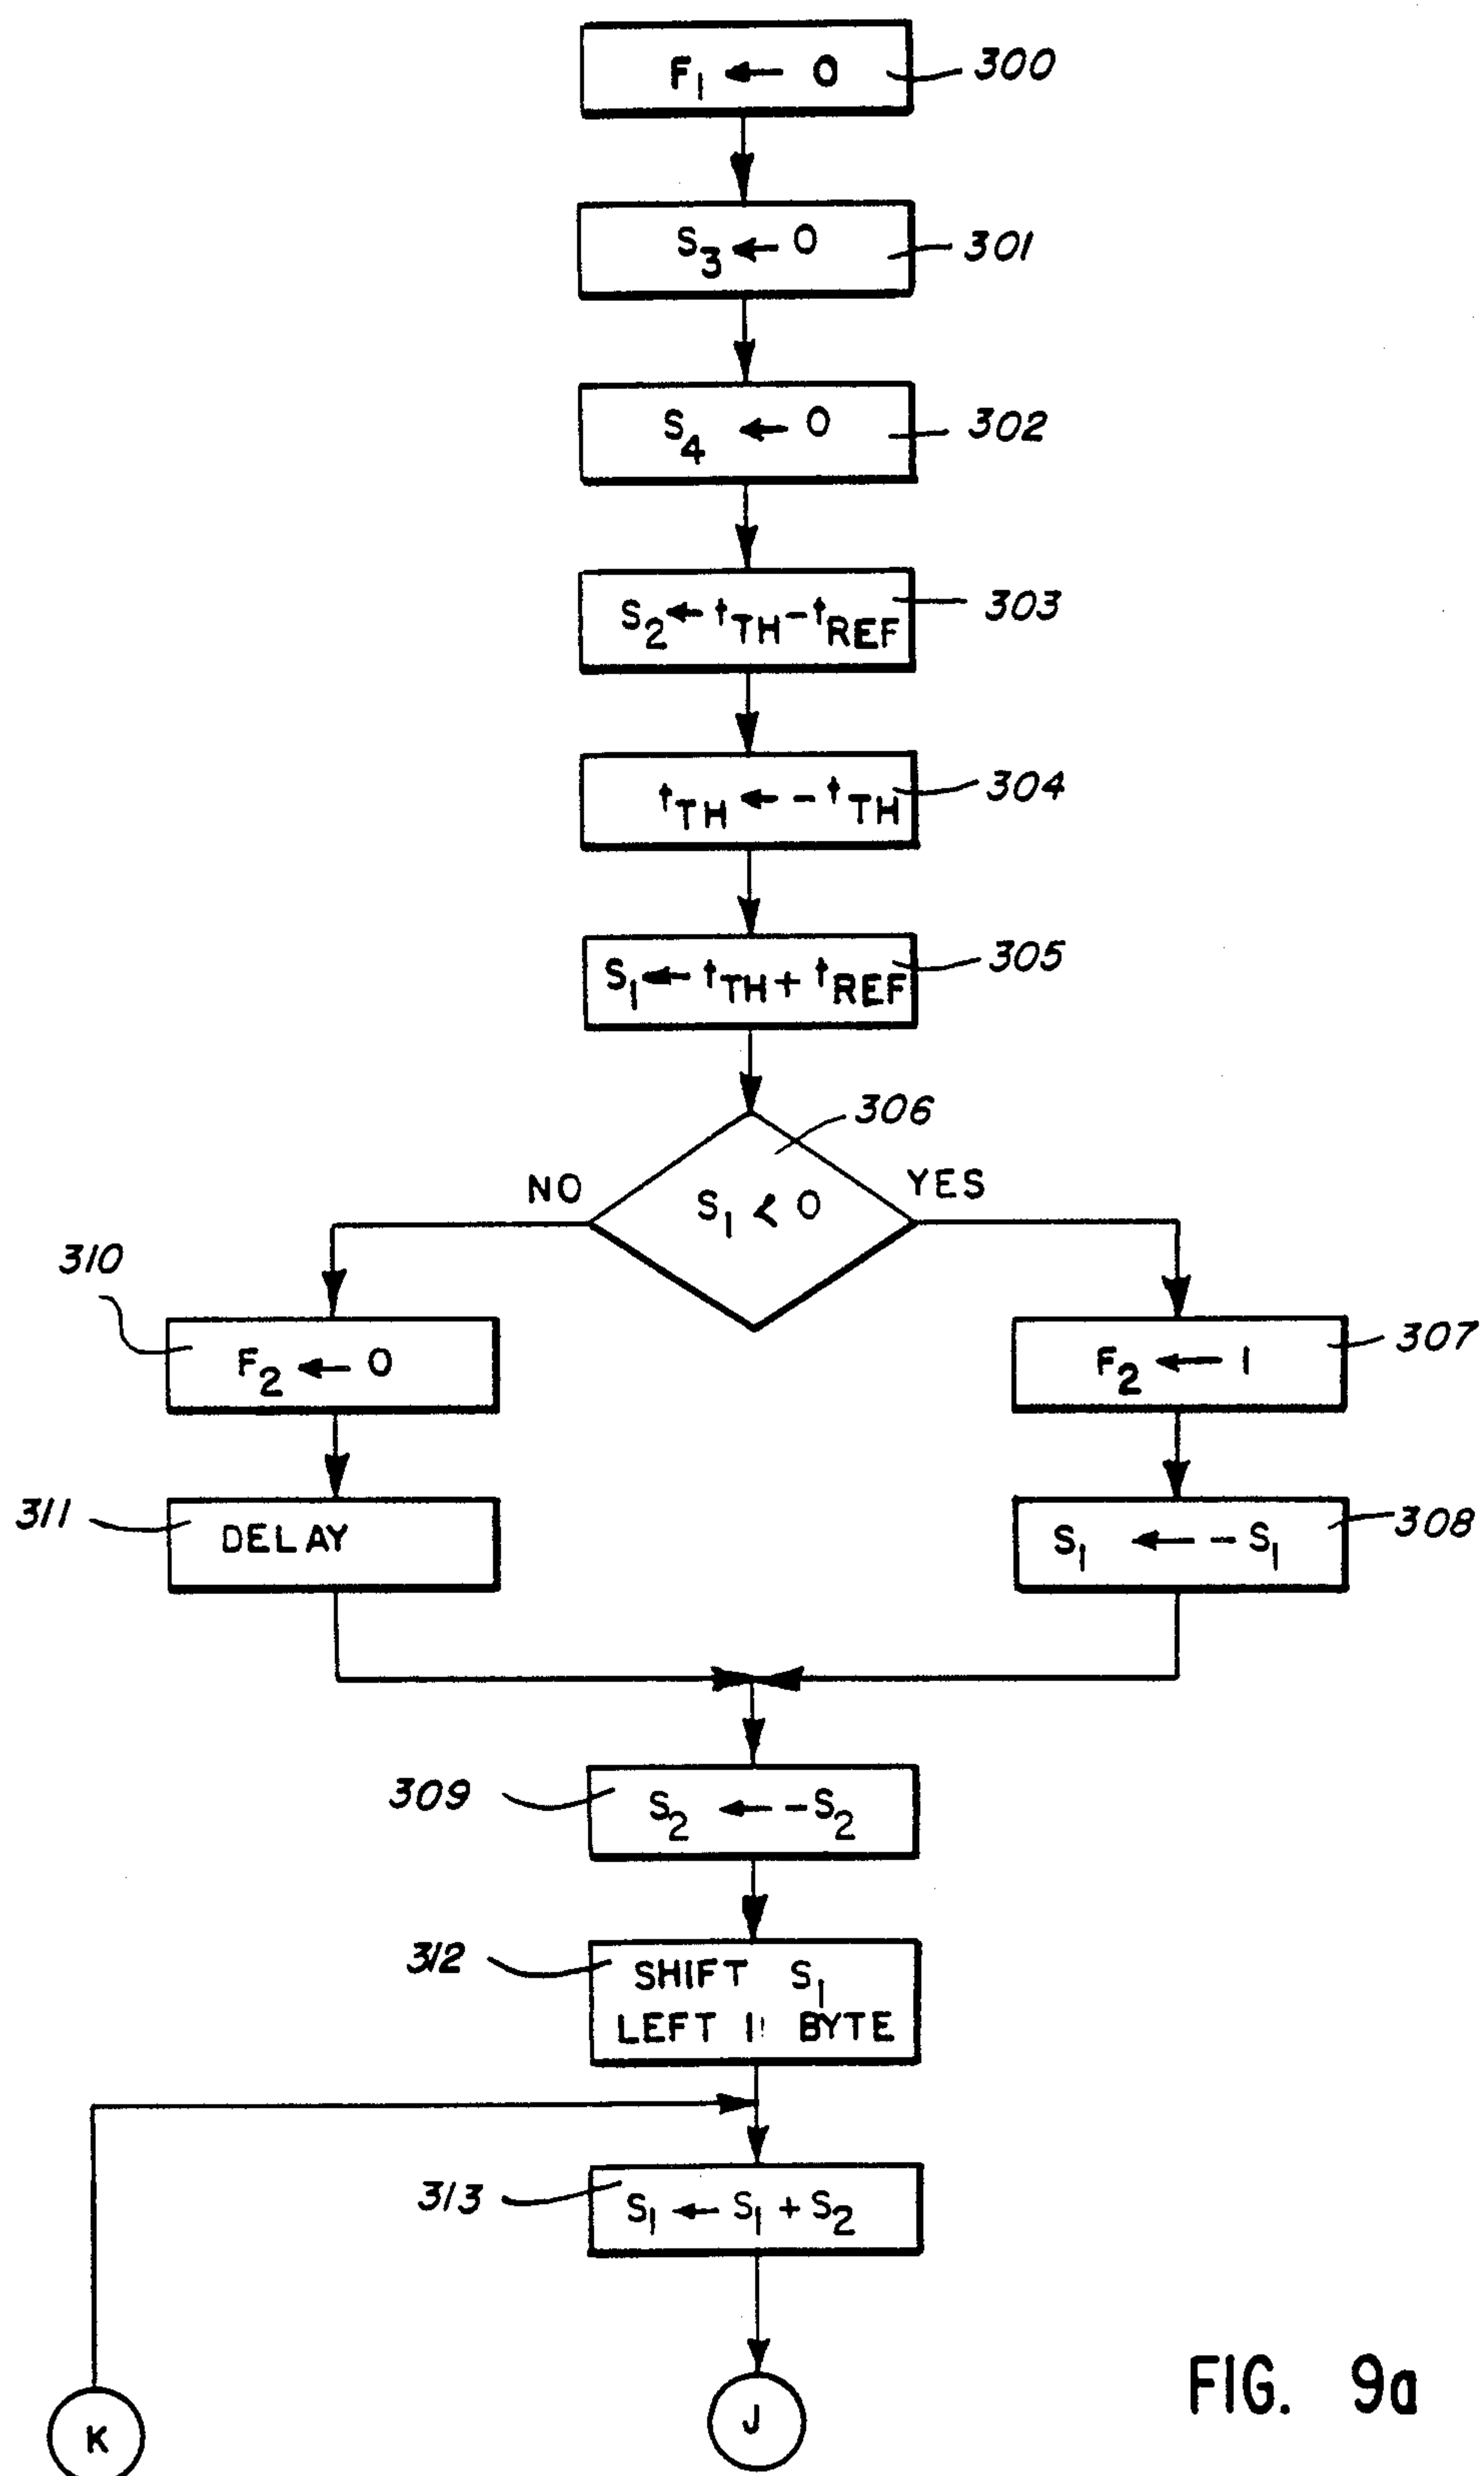 F₁ ← 0
300
S₃ ← 0
301
S₄ ← 0
302
S₂ ← tTH - tREF
303
tTH ← - tTH
304
S₁ ← tTH + tREF
305
306
NO
S₁ < 0
YES
310
F₂ ← 0
F₂ ← 1
307
311
DELAY
S₁ ← - S₁
308
309
S₂ ← - S₂
312
SHIFT S₁
LEFT 1 BYTE
313
S₁ ← S₁ + S₂
K
J
FIG. 9a